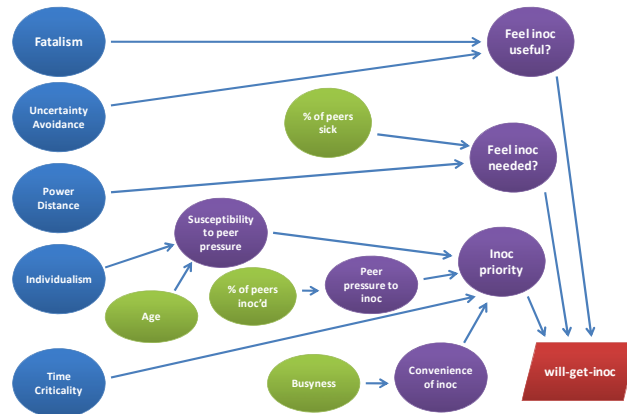 Fatalism
Feel inoc
useful?
Uncertainty
Avoidance
% of peers
sick
Feel inoc
needed?
Power
Distance
Susceptibility
to peer
pressure
Individualism
Inoc
priority
Peer
pressure to
inoc
% of peers
inoc'd
Age
Time
Criticality
Busyness
Convenience
of inoc
will-get-inoc